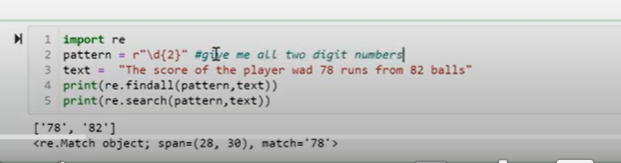 1 import re
2 pattern = r"\d{2}" #give me all two digit numbers
3 text = "The score of the player wad 78 runs from 82 balls"
4 print(re.findall(pattern,text))
5 print(re.search(pattern,text))
['78', '82']
<re.Match object; span=(28, 30), match='78'>